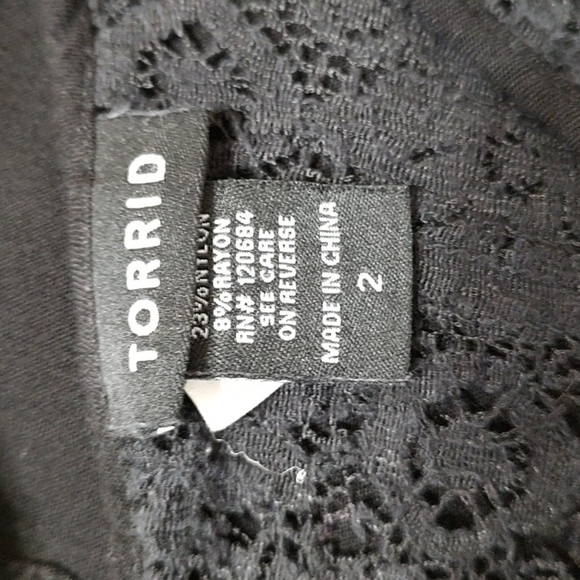 TORRID
23% NYLON
8% RAYON
RN# 120684
SEE CARE
ON REVERSE
MADE IN CHINA
2